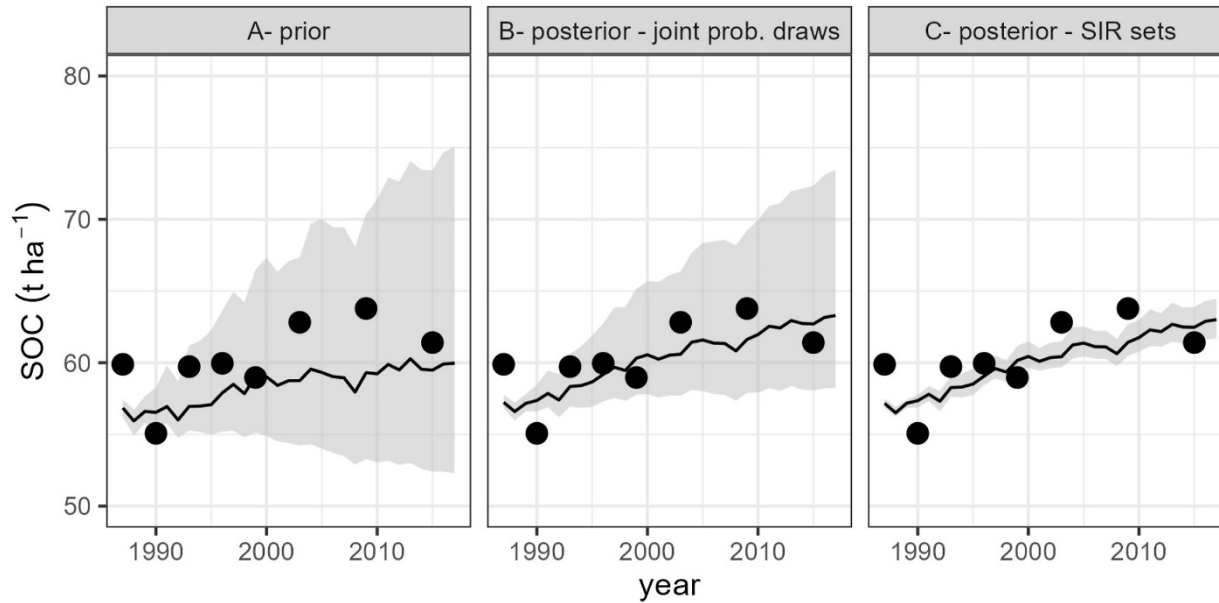 A- prior
B- posterior - joint prob. draws
C- posterior - SIR sets
80
70
60
50
SOC (t ha⁻¹)
1990 2000 2010
1990 2000 2010
1990 2000 2010
year